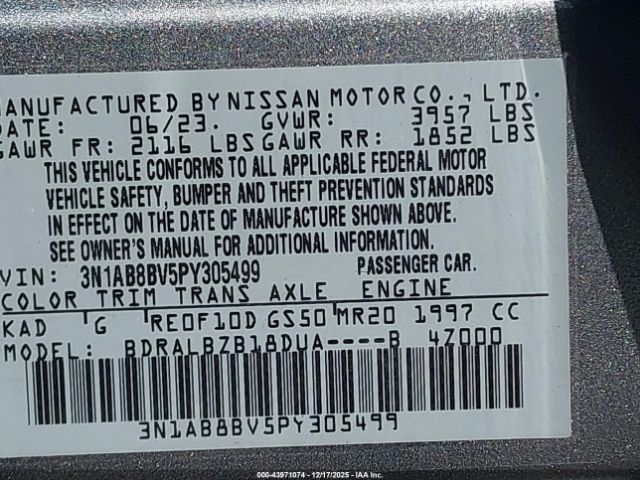 MANUFACTURED BY NISSAN MOTOR CO., LTD.
DATE: 06/23. GVWR: 3957 LBS
GAWR FR: 2116 LBS GAWR RR: 1852 LBS
THIS VEHICLE CONFORMS TO ALL APPLICABLE FEDERAL MOTOR
VEHICLE SAFETY, BUMPER AND THEFT PREVENTION STANDARDS
IN EFFECT ON THE DATE OF MANUFACTURE SHOWN ABOVE.
SEE OWNER'S MANUAL FOR ADDITIONAL INFORMATION.
VIN: 3N1AB8BV5PY305499 PASSENGER CAR.
COLOR TRIM TRANS AXLE ENGINE
KAD G RE0F10D GS50 MR20 1997 CC
MODEL: BDRALBZB18DUA----B 4Z000
3N1AB8BV5PY305499
000-43971074 - 12/17/2025 - IAAI.com